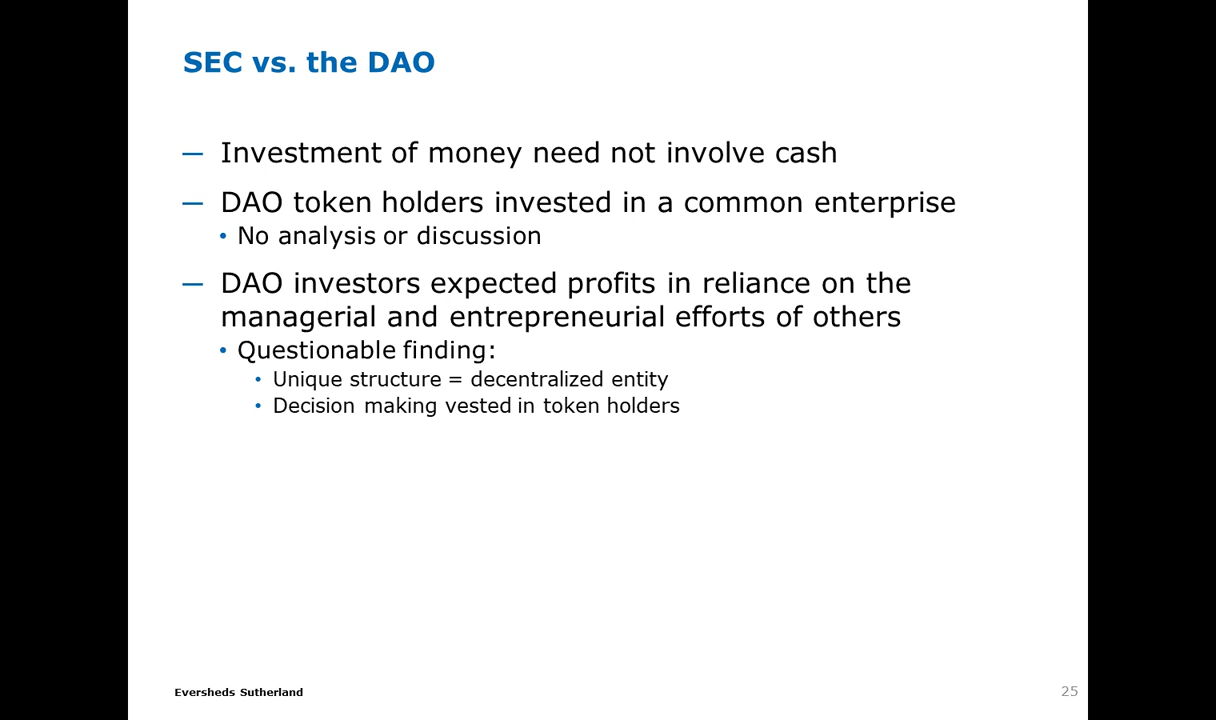 SEC vs. the DAO
— Investment of money need not involve cash
— DAO token holders invested in a common enterprise
• No analysis or discussion
— DAO investors expected profits in reliance on the
managerial and entrepreneurial efforts of others
• Questionable finding:
• Unique structure = decentralized entity
• Decision making vested in token holders
Eversheds Sutherland
25